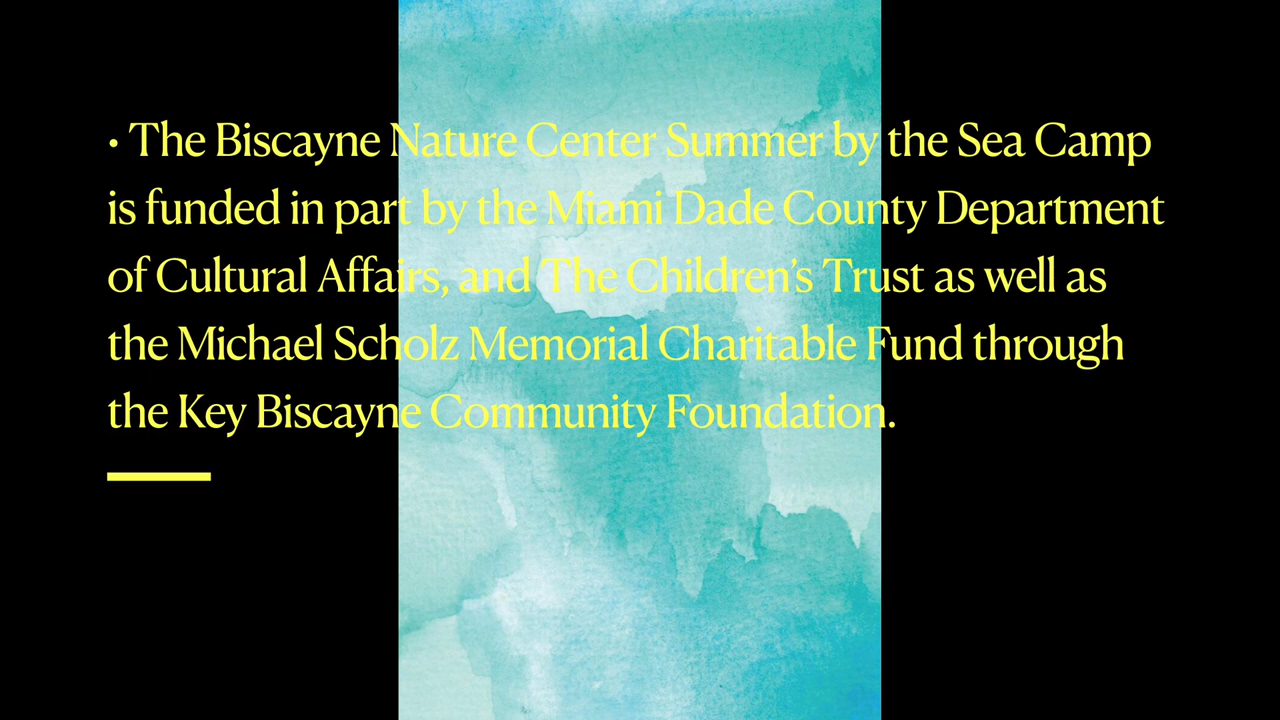 • The Biscayne Nature Center Summer by the Sea Camp
is funded in part by the Miami Dade County Department
of Cultural Affairs, and The Children’s Trust as well as
the Michael Scholz Memorial Charitable Fund through
the Key Biscayne Community Foundation.